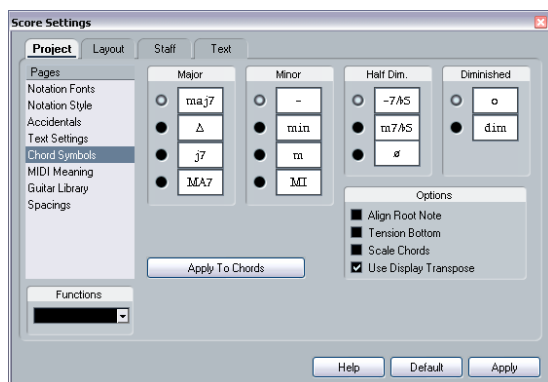 Score Settings
Project
Layout
Staff
Text
Pages
Notation Fonts
Notation Style
Accidentals
Text Settings
Chord Symbols
MIDI Meaning
Guitar Library
Spacings
Functions
Major
maj7
Δ
j7
MA7
Minor
-
min
m
MI
Half Dim.
-7/b5
m7/b5
ø
Diminished
o
dim
Options
Align Root Note
Tension Bottom
Scale Chords
Use Display Transpose
Apply To Chords
Help
Default
Apply